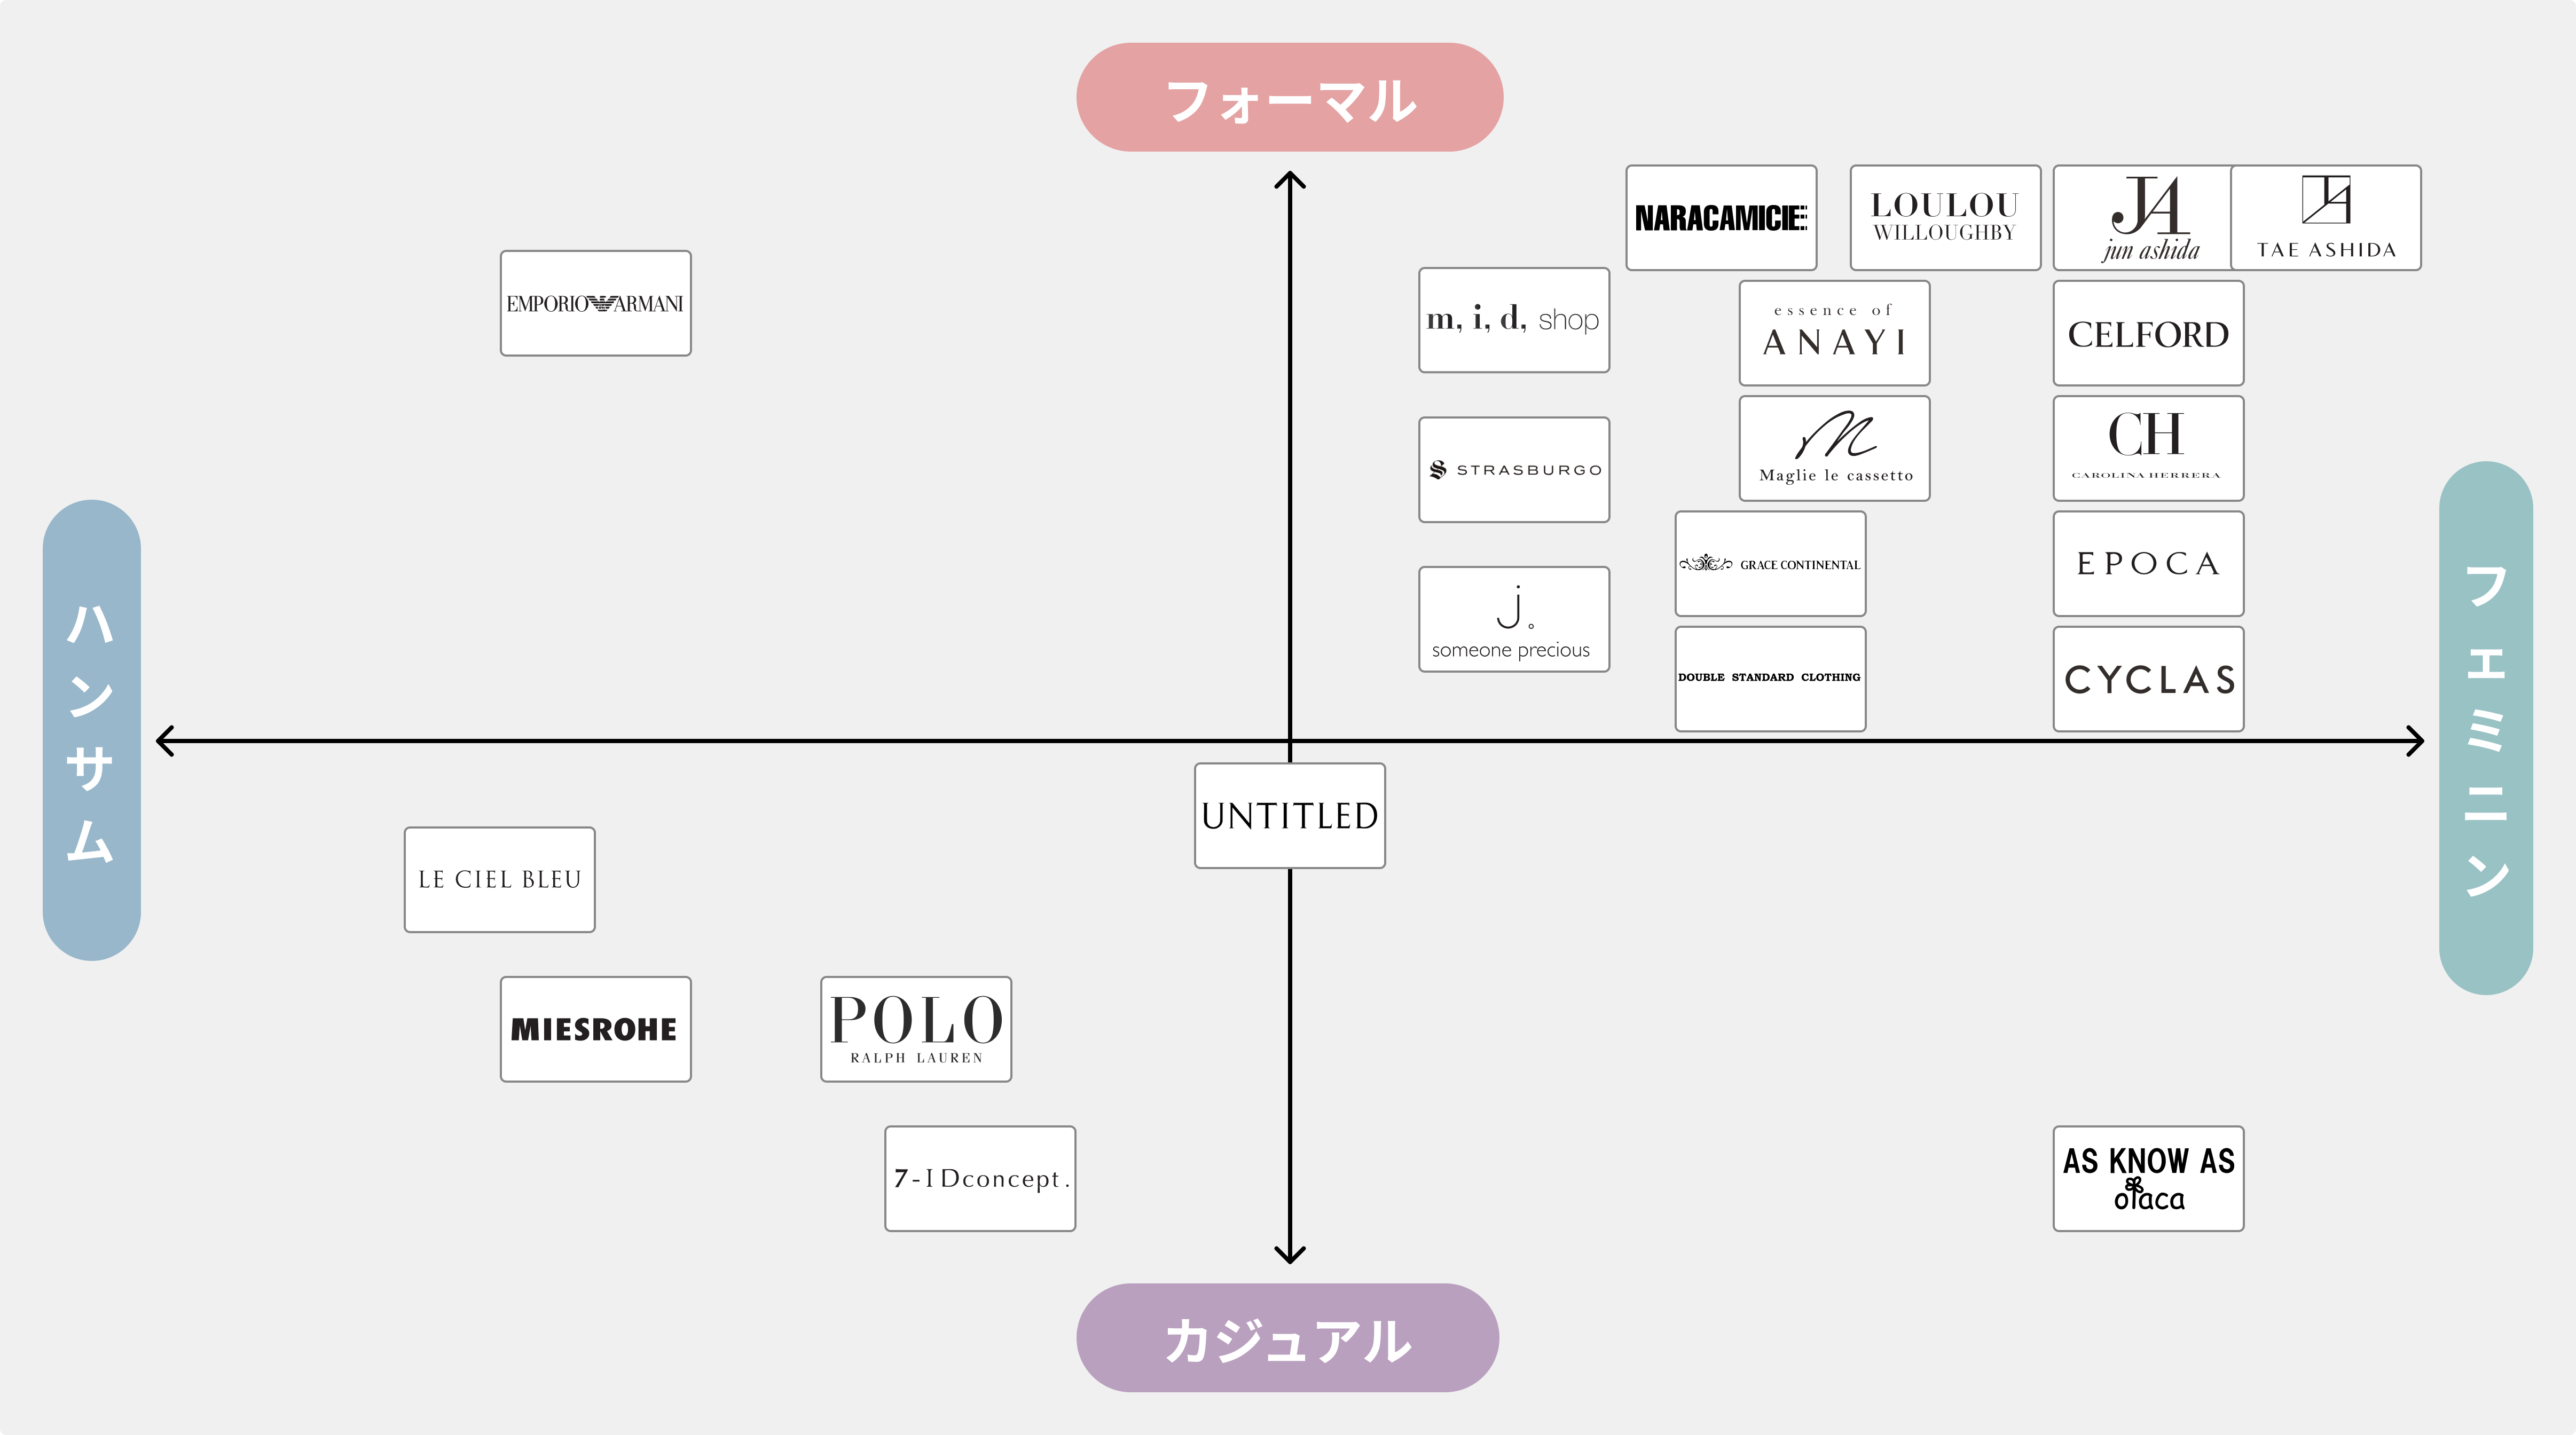 フォーマル
NARACAMICIE
LOULOU
WILLOUGHBY
JA
jun ashida
TA
TAE ASHIDA
EMPORIO ARMANI
m, i, d, shop
essence of
ANAYI
CELFORD
STRASBURGO
M
Maglie le cassetto
CH
CAROLINA HERRERA
ハンサム
フェミニン
GRACE CONTINENTAL
EPOCA
j。
someone precious
DOUBLE STANDARD CLOTHING
CYCLAS
UNTITLED
LE CIEL BLEU
MIESROHE
POLO
RALPH LAUREN
7-IDconcept.
AS KNOW AS
olaca
カジュアル